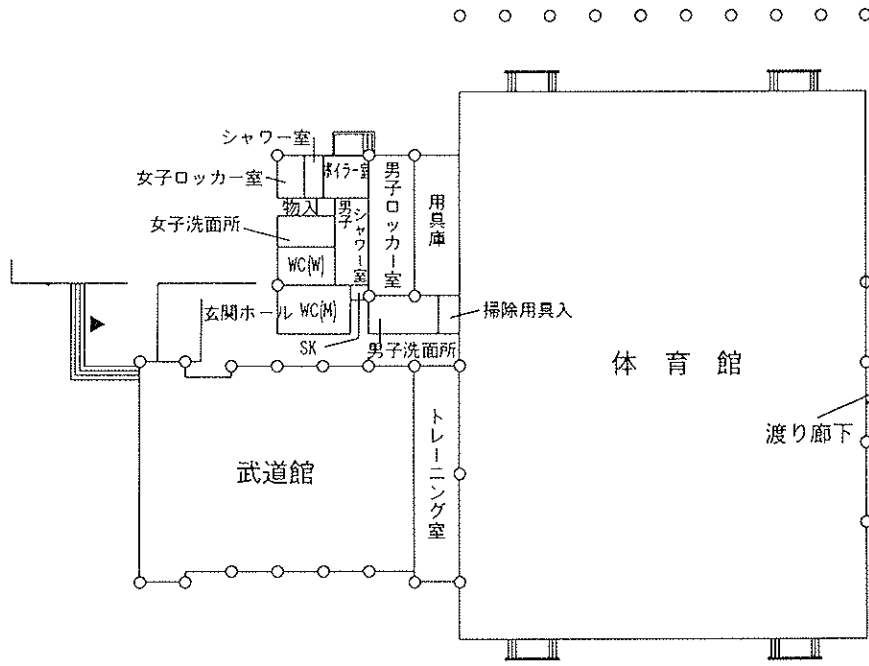 シャワー室
女子ロッカー室
ボイラー室
物入
男子シャワー室
男子ロッカー室
用具庫
女子洗面所
WC(W)
玄関ホール
WC(M)
SK
男子洗面所
掃除用具入
体育館
渡り廊下
武道館
トレーニング室